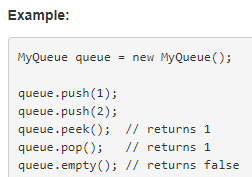 Example:
MyQueue queue = new MyQueue();
queue.push(1);
queue.push(2);
queue.peek();  // returns 1
queue.pop();   // returns 1
queue.empty(); // returns false